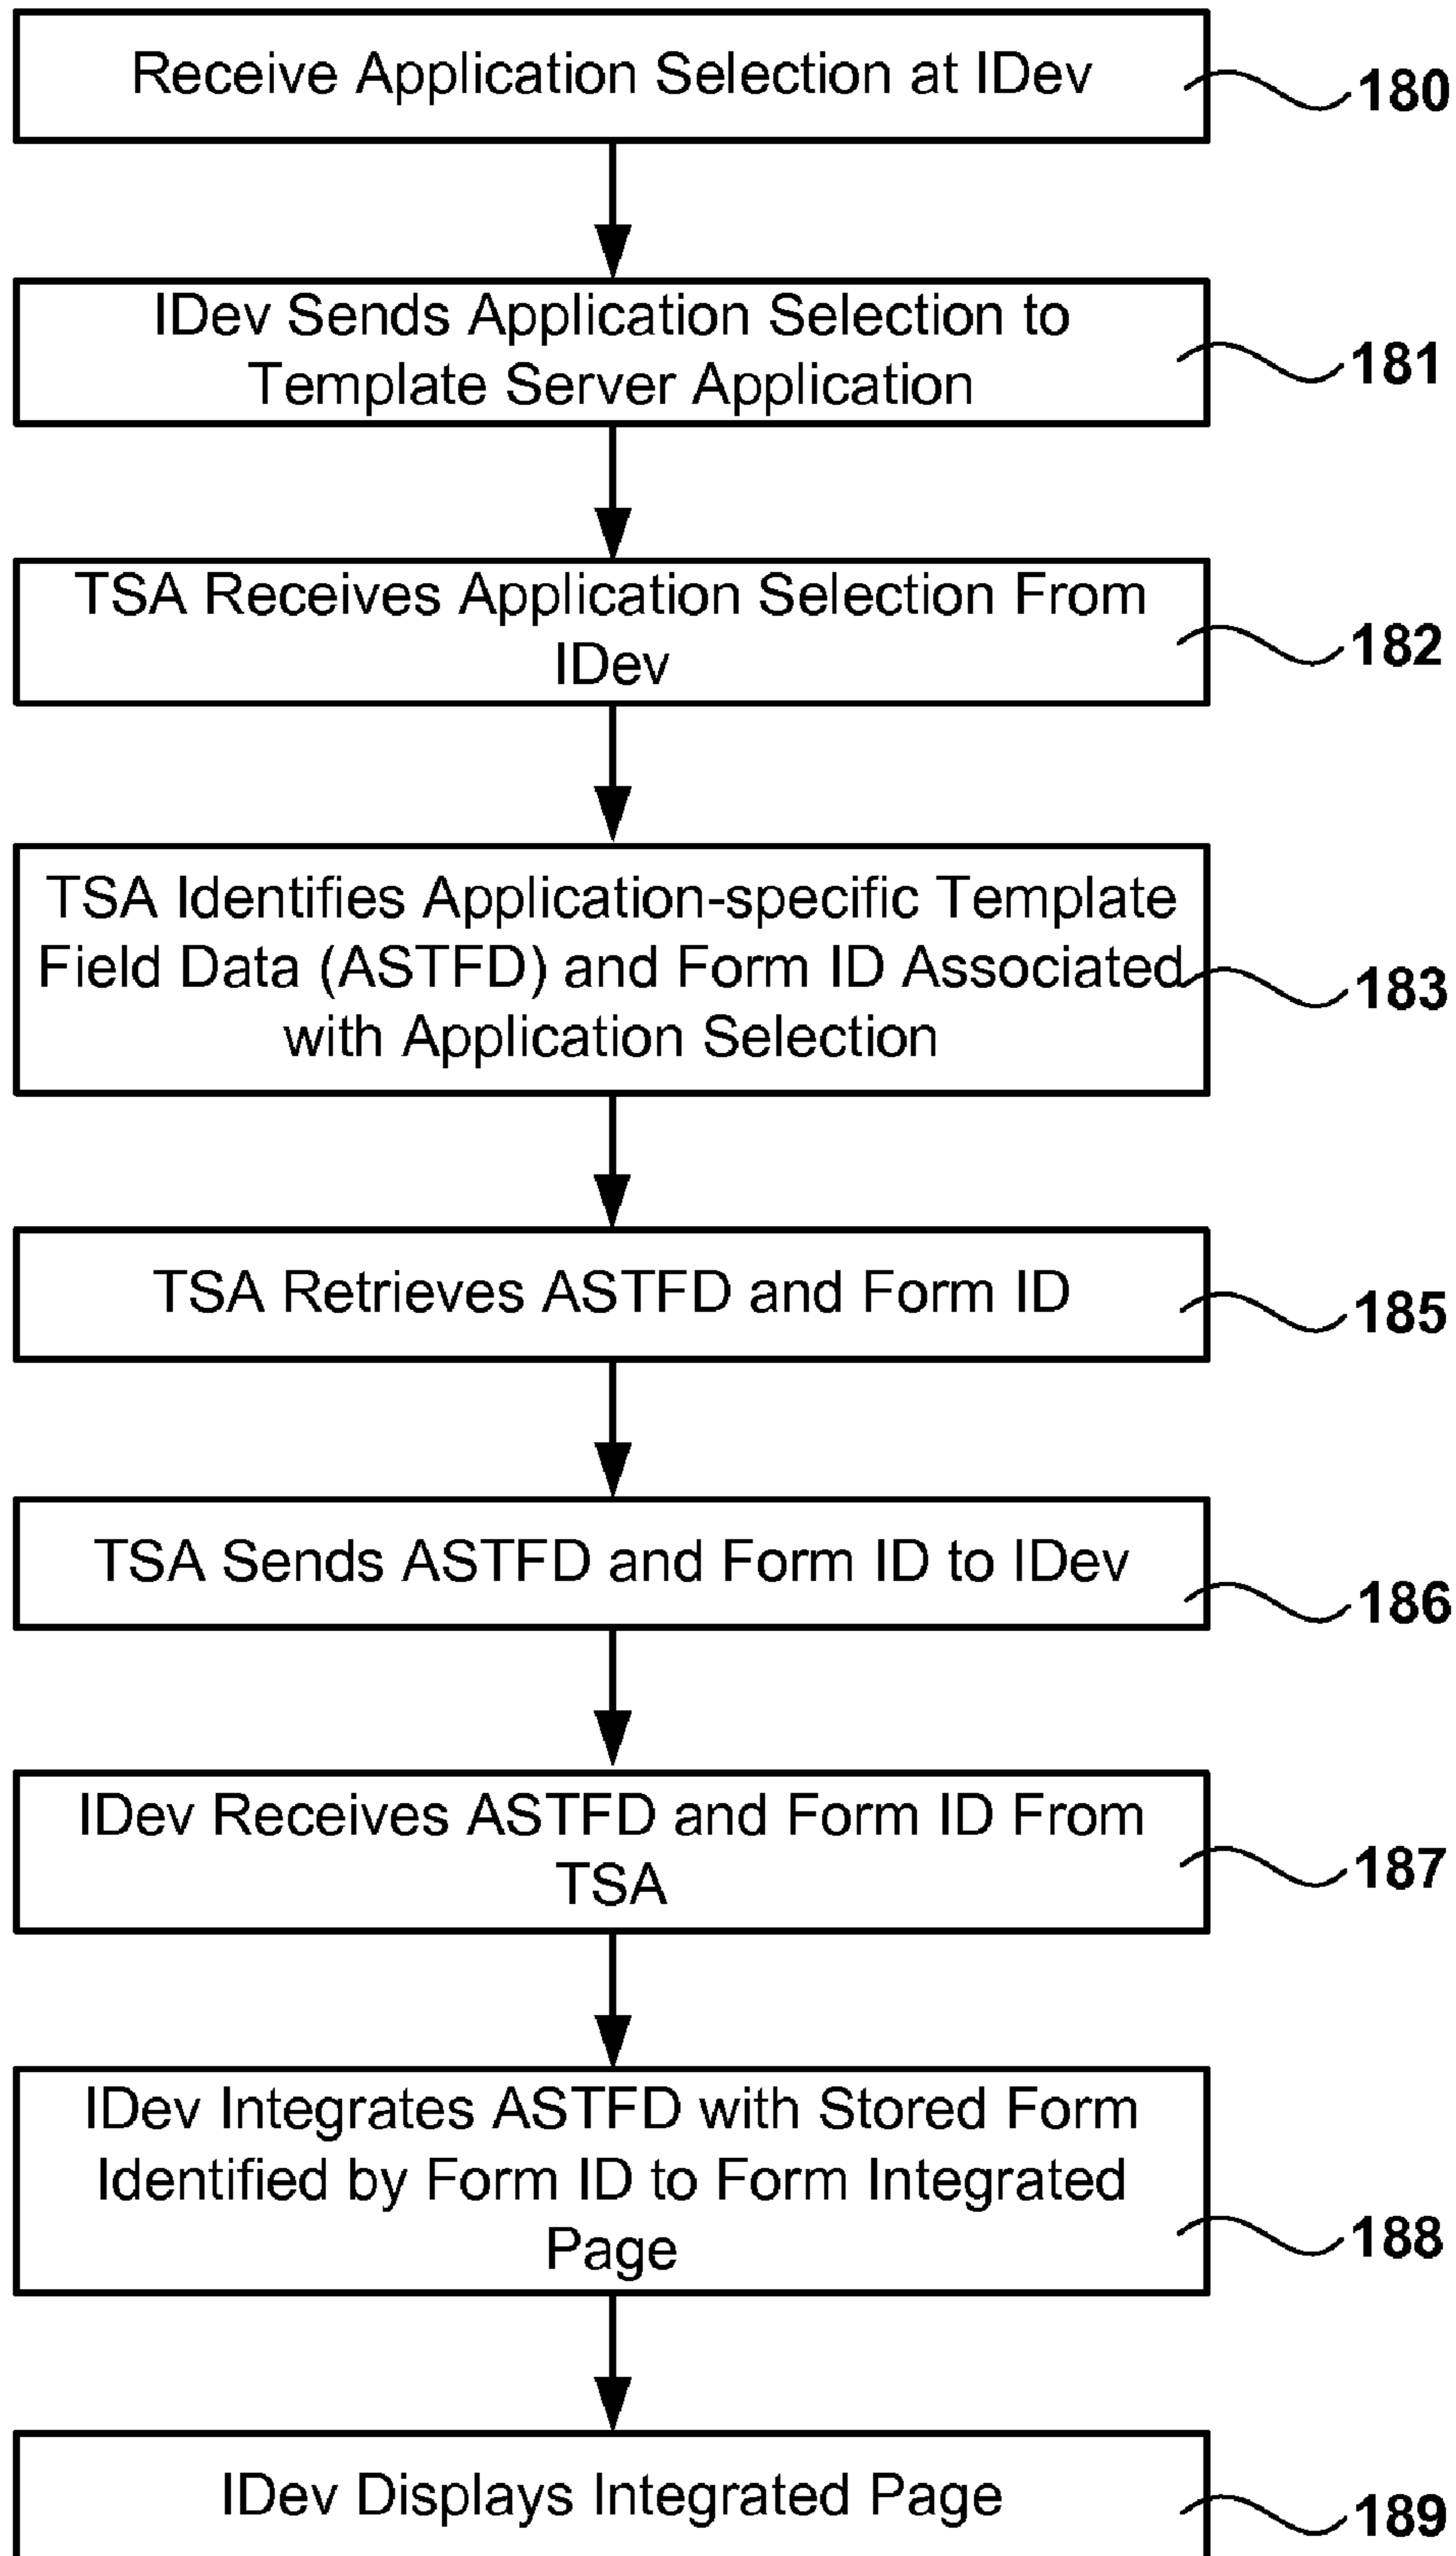 Receive Application Selection at IDev
180
IDev Sends Application Selection to
Template Server Application
181
TSA Receives Application Selection From
IDev
182
TSA Identifies Application-specific Template
Field Data (ASTFD) and Form ID Associated
with Application Selection
183
TSA Retrieves ASTFD and Form ID
185
TSA Sends ASTFD and Form ID to IDev
186
IDev Receives ASTFD and Form ID From
TSA
187
IDev Integrates ASTFD with Stored Form
Identified by Form ID to Form Integrated
Page
188
IDev Displays Integrated Page
189